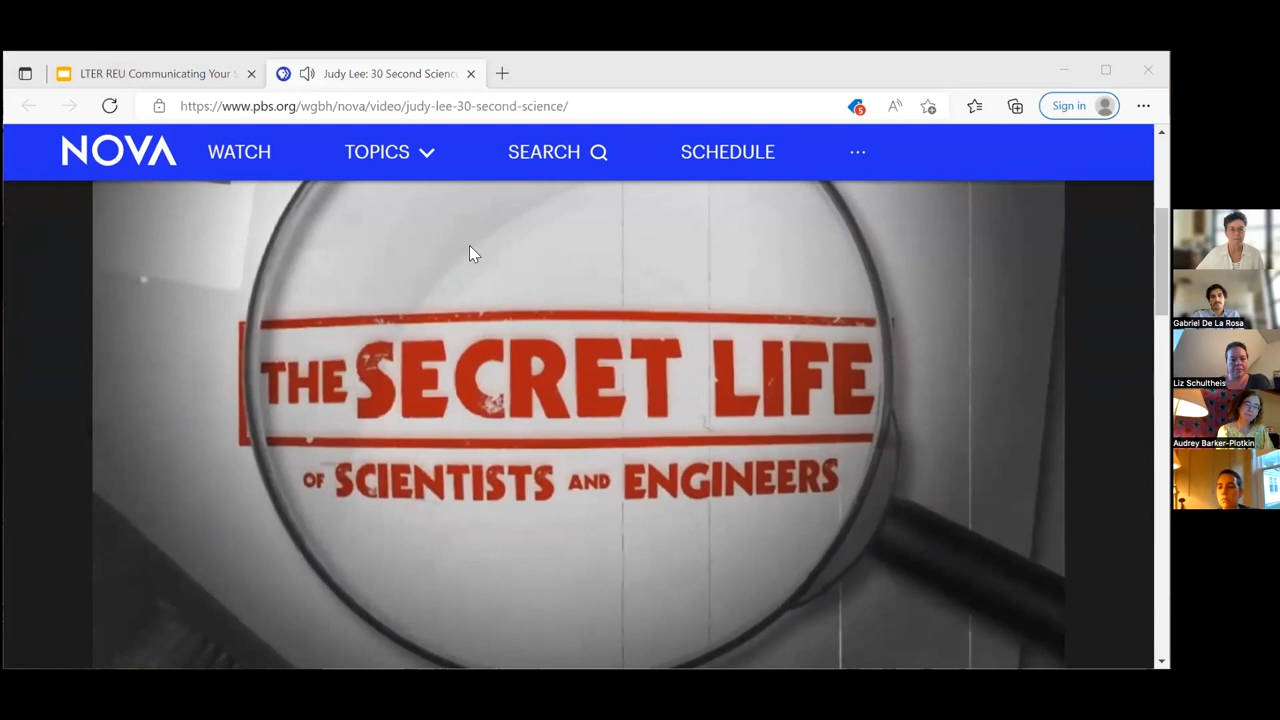 LTER REU Communicating Your S
Judy Lee: 30 Second Scienc
https://www.pbs.org/wgbh/nova/video/judy-lee-30-second-science/
5
Sign in
NOVA
WATCH
TOPICS
SEARCH
SCHEDULE
THE SECRET LIFE
OF SCIENTISTS AND ENGINEERS
Gabriel De La Rosa
Liz Schultheis
Audrey Barker-Plotkin